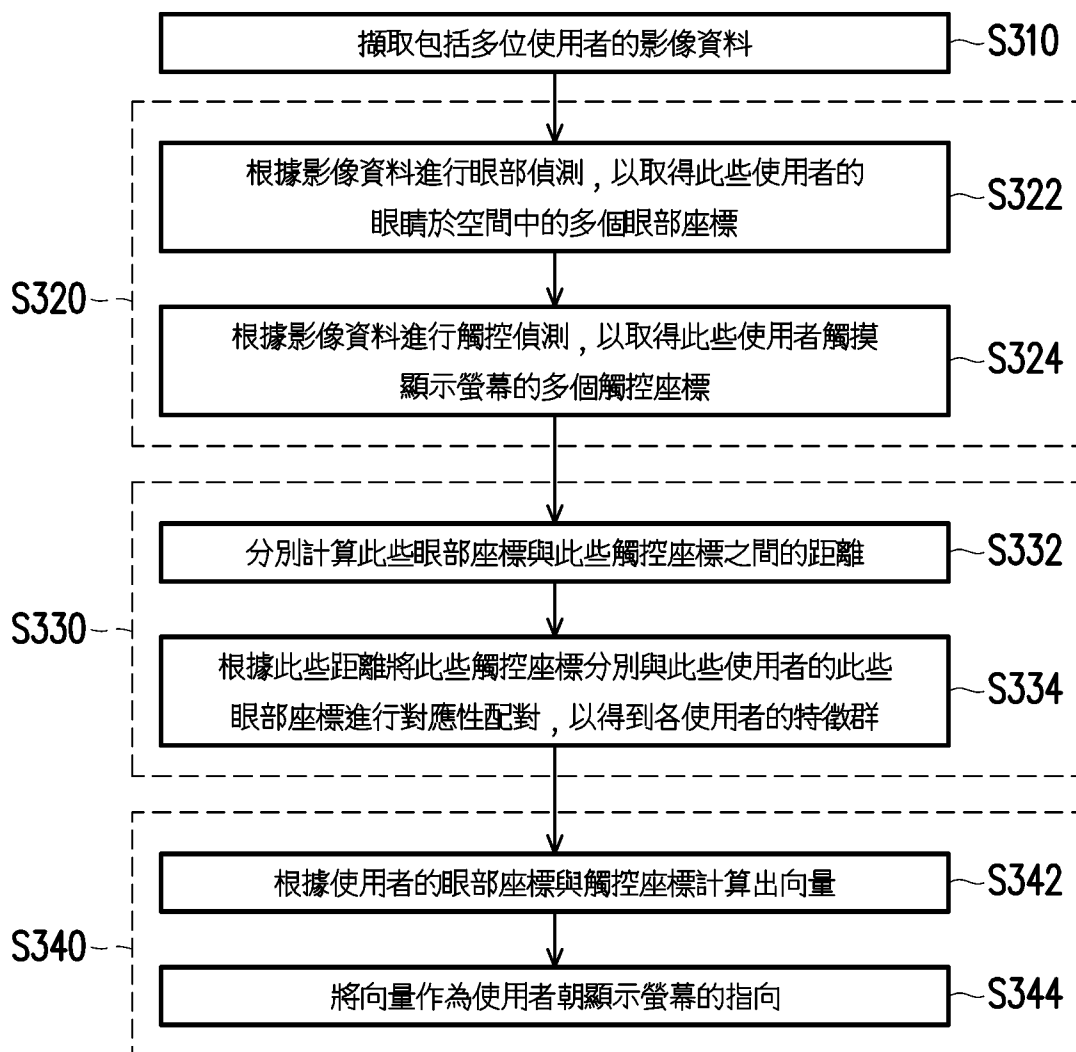 擷取包括多位使用者的影像資料
S310
根據影像資料進行眼部偵測，以取得此些使用者的
眼睛於空間中的多個眼部座標
S322
S320
根據影像資料進行觸控偵測，以取得此些使用者觸摸
顯示螢幕的多個觸控座標
S324
分別計算此些眼部座標與此些觸控座標之間的距離
S332
S330
根據此些距離將此些觸控座標分別與此些使用者的此些
眼部座標進行對應性配對，以得到各使用者的特徵群
S334
根據使用者的眼部座標與觸控座標計算出向量
S342
S340
將向量作為使用者朝顯示螢幕的指向
S344